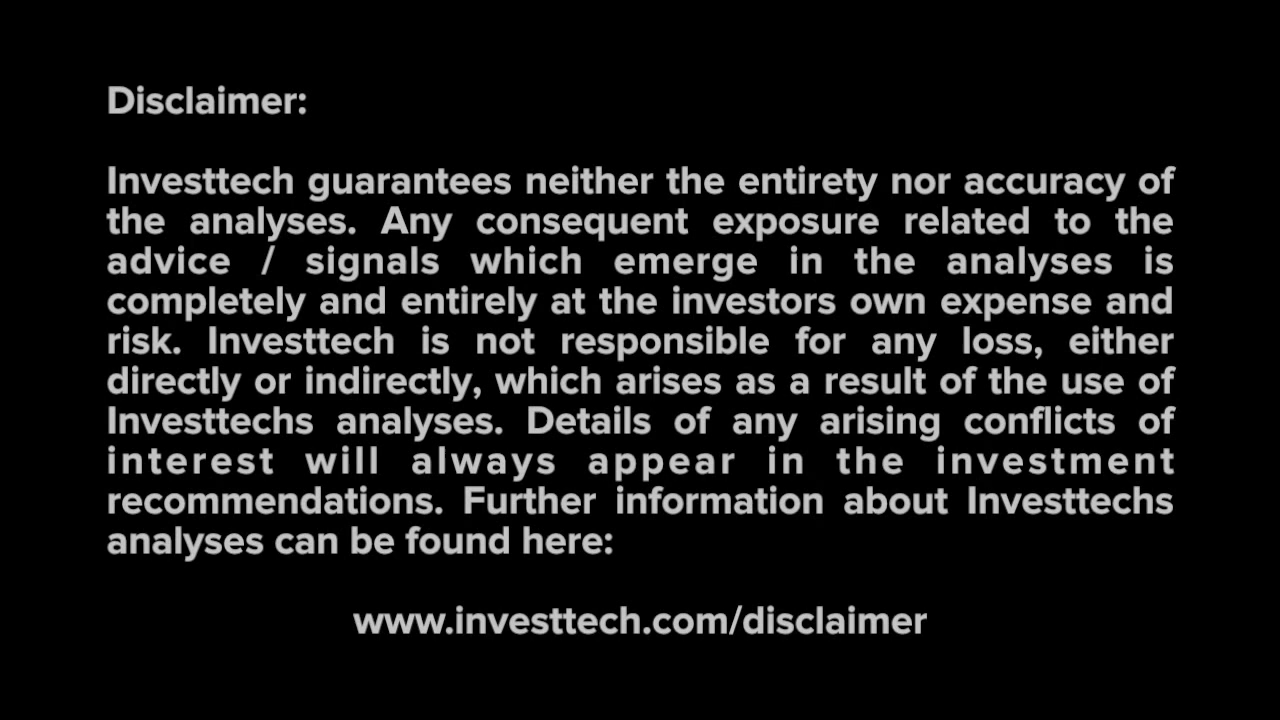 Disclaimer:
Investtech guarantees neither the entirety nor accuracy of
the analyses. Any consequent exposure related to the
advice / signals which emerge in the analyses is
completely and entirely at the investors own expense and
risk. Investtech is not responsible for any loss, either
directly or indirectly, which arises as a result of the use of
Investtechs analyses. Details of any arising conflicts of
interest will always appear in the investment
recommendations. Further information about Investtechs
analyses can be found here:
www.investtech.com/disclaimer